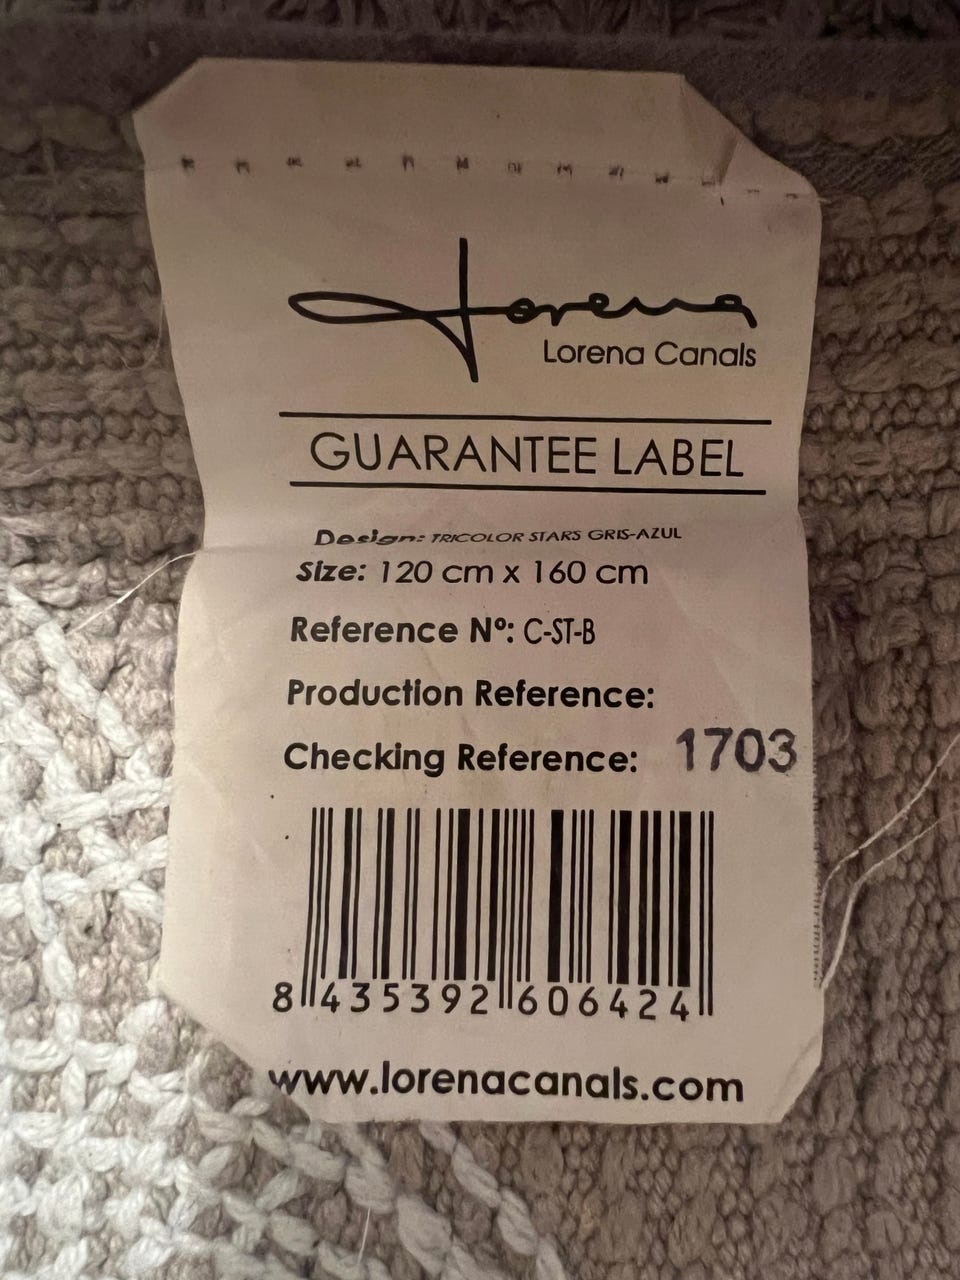 Lorena
Lorena Canals
GUARANTEE LABEL
Design: TRICOLOR STARS GRIS-AZUL
Size: 120 cm x 160 cm
Reference Nº: C-ST-B
Production Reference:
Checking Reference: 1703
8 435392 606424
www.lorenacanals.com